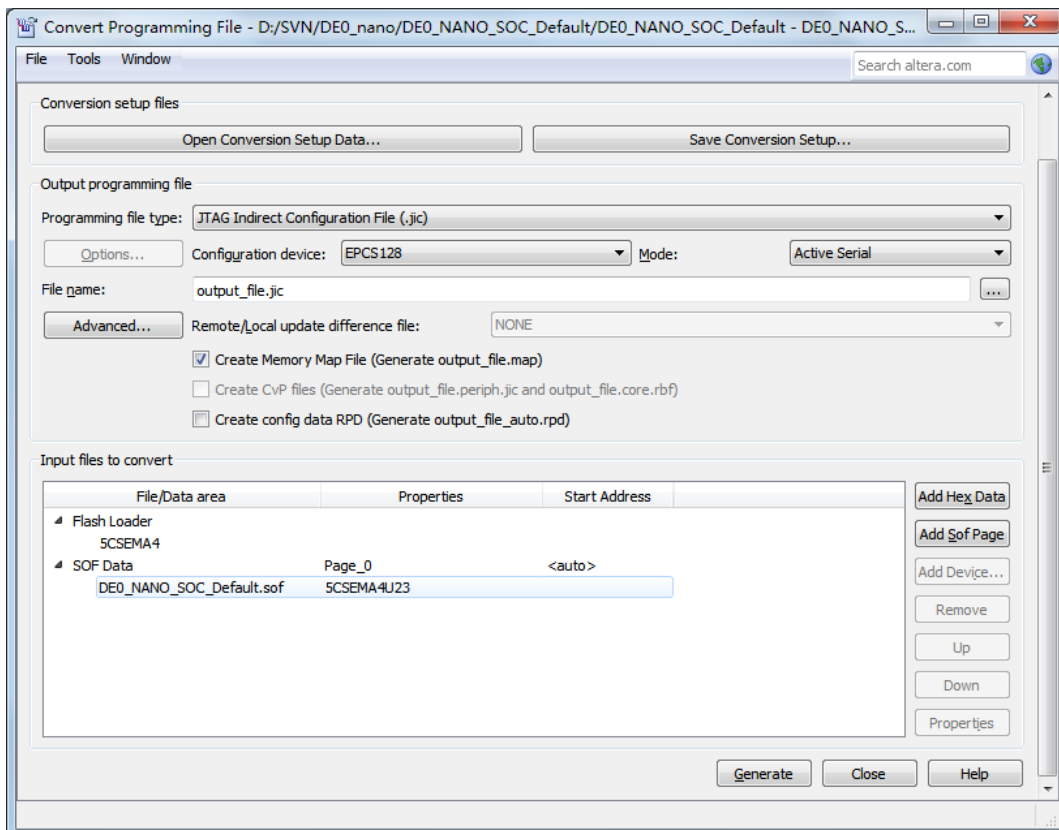 Convert Programming File - D:/SVN/DE0_nano/DE0_NANO_SOC_Default/DE0_NANO_SOC_Default - DE0_NANO_S...
File Tools Window Search altera.com
Conversion setup files
Open Conversion Setup Data... Save Conversion Setup...
Output programming file
Programming file type: JTAG Indirect Configuration File (.jic)
Options... Configuration device: EPCS128 Mode: Active Serial
File name: output_file.jic ...
Advanced... Remote/Local update difference file: NONE
Create Memory Map File (Generate output_file.map)
Create CvP files (Generate output_file.periph.jic and output_file.core.rbf)
Create config data RPD (Generate output_file_auto.rpd)
Input files to convert
File/Data area Properties Start Address Add Hex Data
Flash Loader
5CSEMA4 Add Sof Page
SOF Data Page_0 <auto>
DE0_NANO_SOC_Default.sof 5CSEMA4U23 Add Device...
Remove
Up
Down
Properties
Generate Close Help